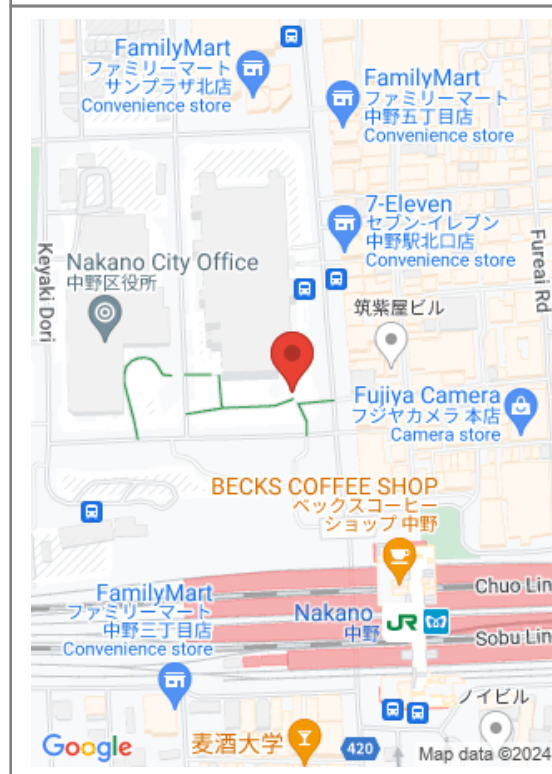 FamilyMart
ファミリーマート
サンプラザ北店
Convenience store
FamilyMart
ファミリーマート
中野五丁目店
Convenience store
7-Eleven
セブン-イレブン
中野駅北口店
Convenience store
Keyaki Dori
Nakano City Office
中野区役所
Fureai Rd
筑紫屋ビル
Fujiya Camera
フジヤカメラ 本店
Camera store
BECKS COFFEE SHOP
ベックスコーヒー
ショップ 中野
Chuo Lin
FamilyMart
ファミリーマート
中野三丁目店
Convenience store
Nakano
中野
JR
Sobu Lin
ノイビル
麦酒大学
420
Google
Map data ©2024